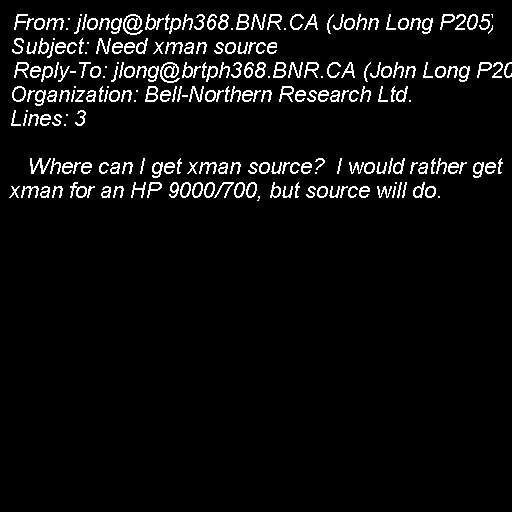 From: jlong@brtph368.BNR.CA (John Long P205)
Subject: Need xman source
Reply-To: jlong@brtph368.BNR.CA (John Long P20
Organization: Bell-Northern Research Ltd.
Lines: 3
Where can I get xman source?  I would rather get
xman for an HP 9000/700, but source will do.